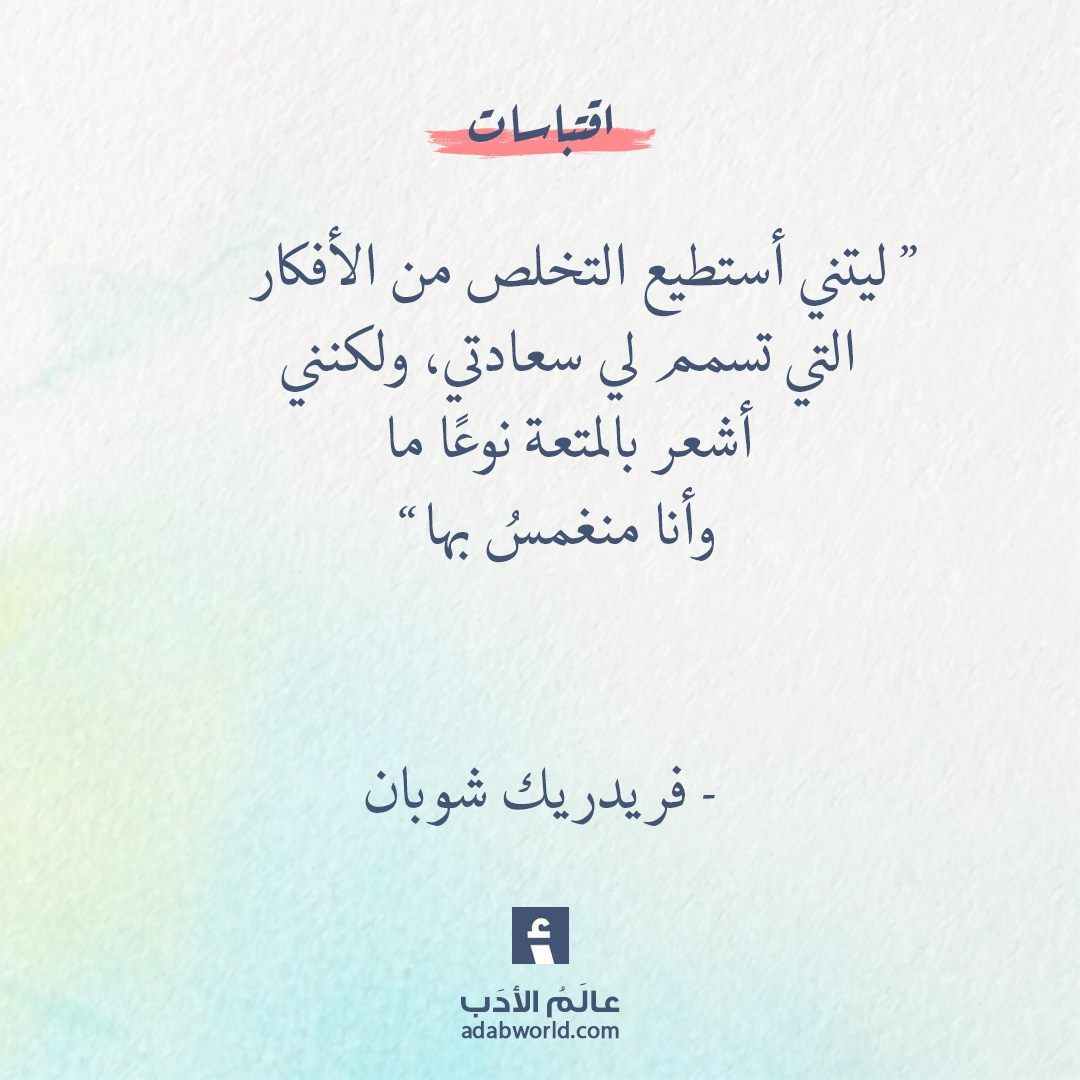 اقتباسات
” ليتني أستطيع التخلص من الأفكار
التي تسمم لي سعادتي، ولكنني
أشعر بالمتعة نوعًا ما
وأنا منغمسُ بها “
- فريدريك شوبان
أ
عالَمُ الأدَب
adabworld.com